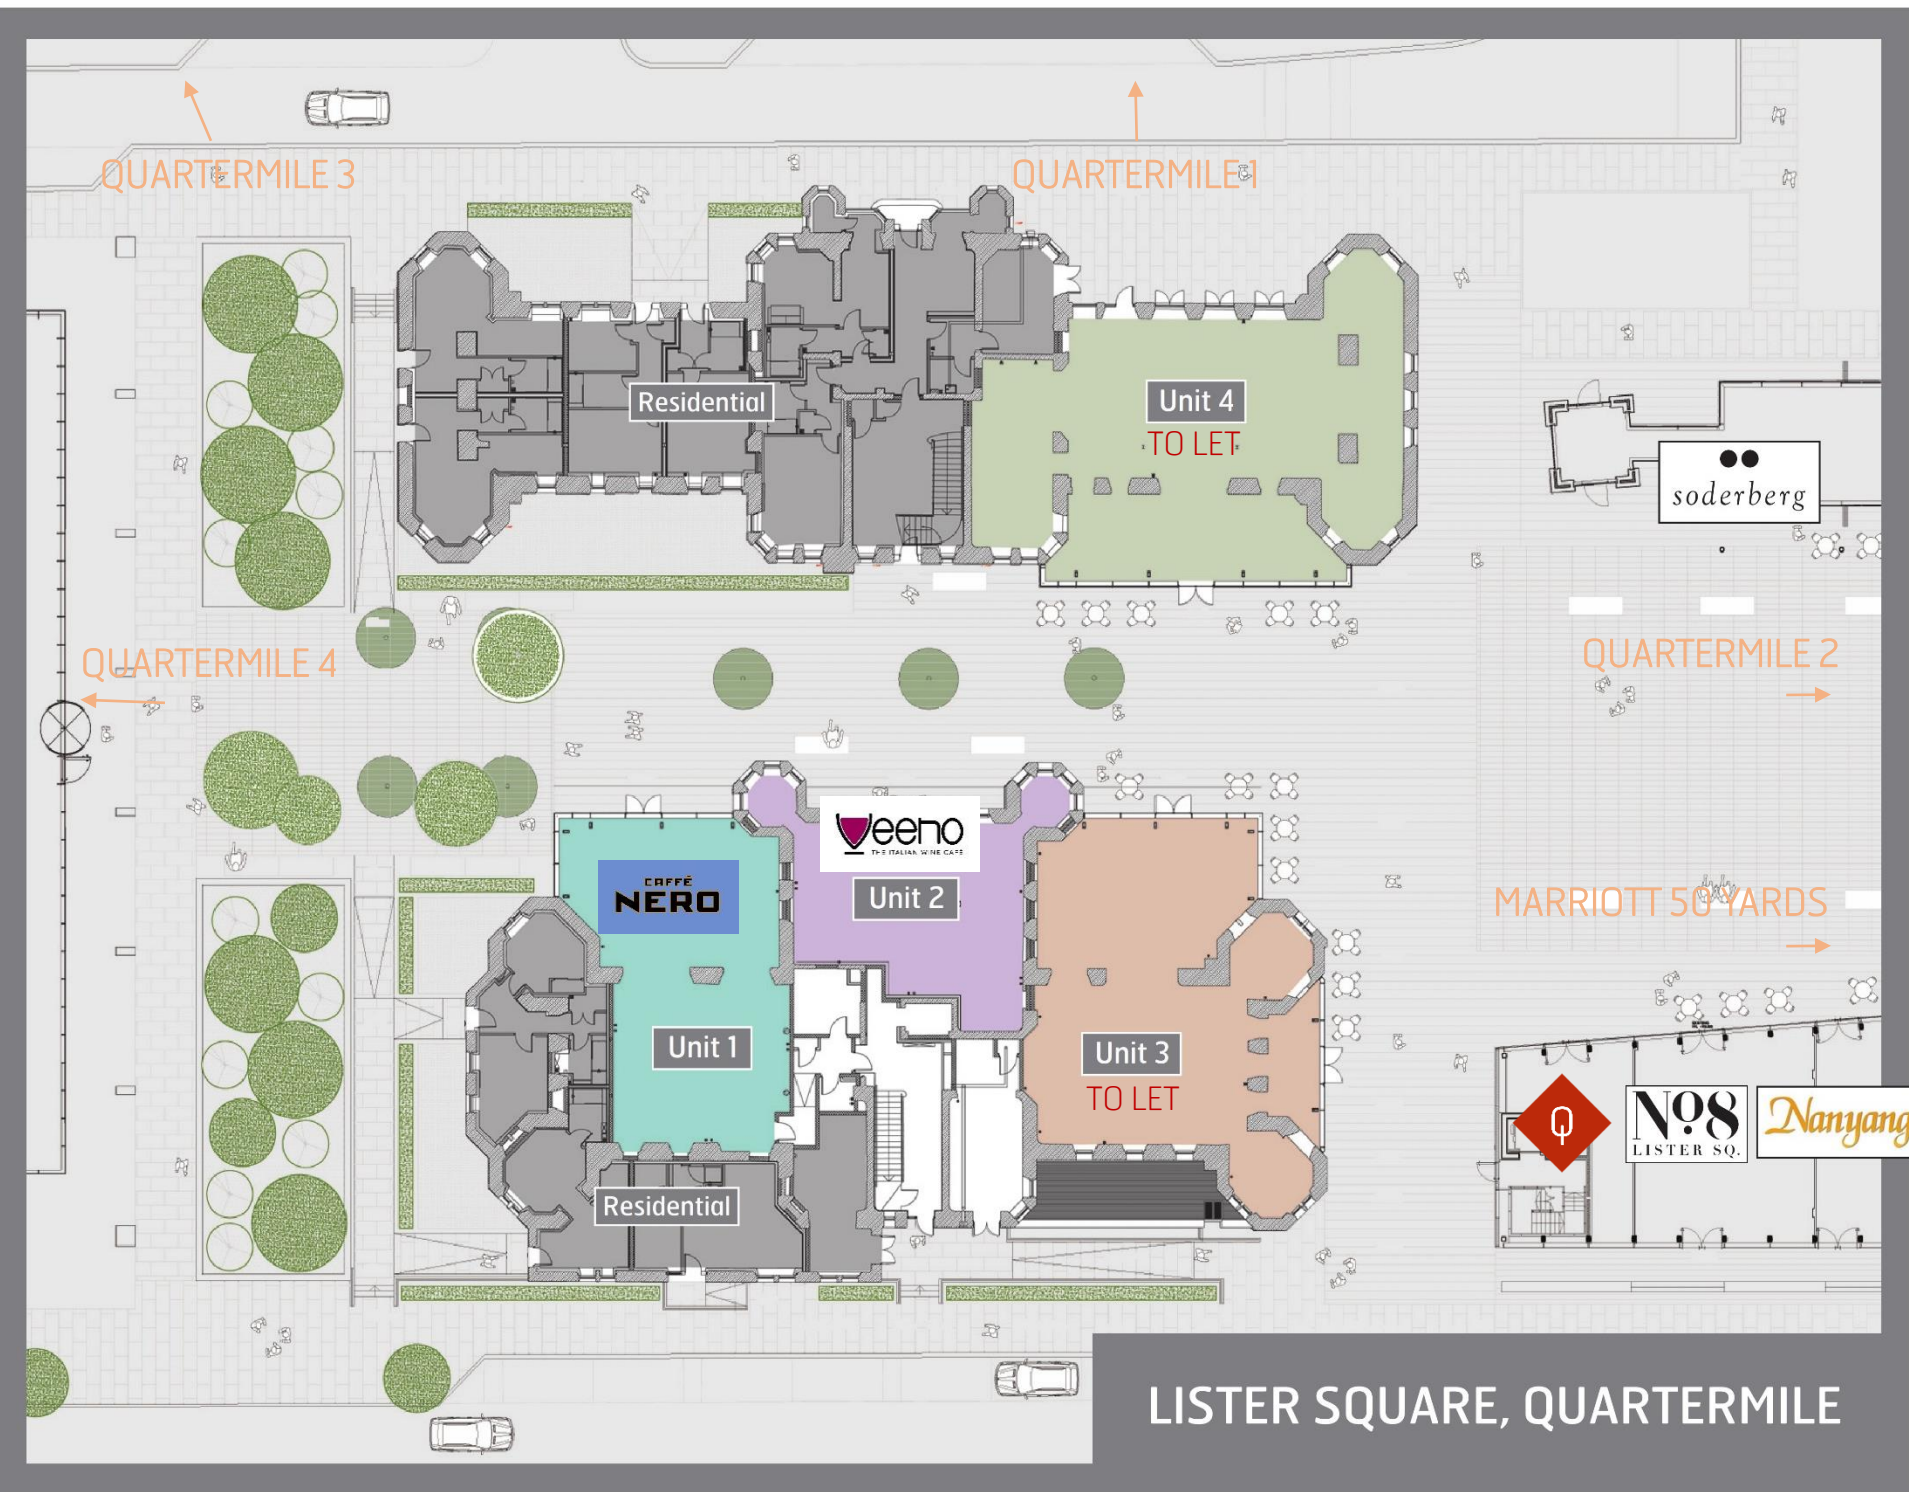 QUARTERMILE 3
QUARTERMILE 1
Residential
Unit 4
TO LET
soderberg
QUARTERMILE 4
QUARTERMILE 2
veeno
THE ITALIAN WINE CAFÉ
CAFFÈ
NERO
Unit 2
MARRIOTT 50 YARDS
Unit 1
Unit 3
TO LET
Q
Nº8
LISTER SQ.
Nanyang
Residential
LISTER SQUARE, QUARTERMILE